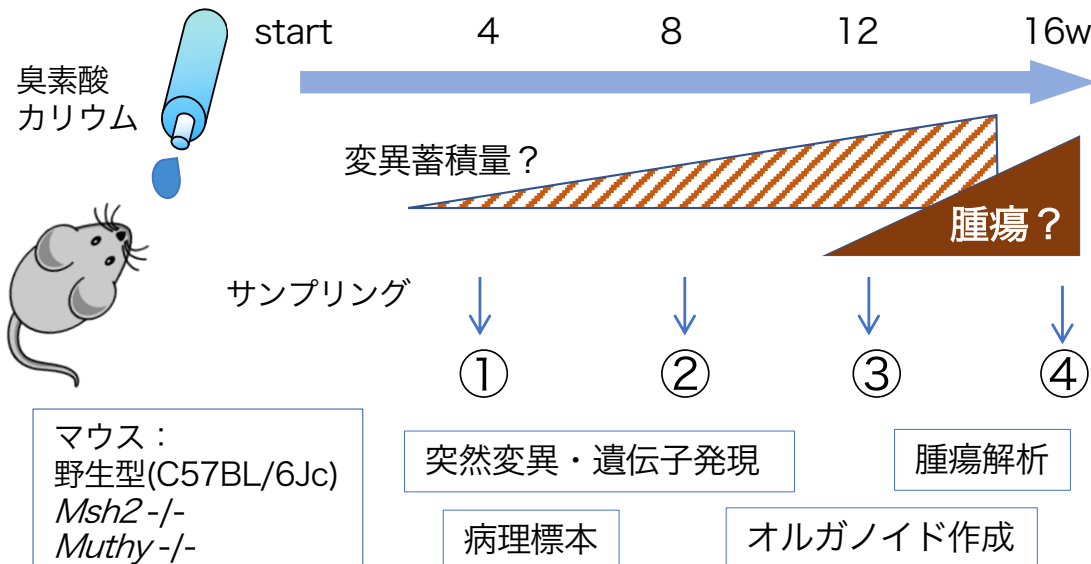 start 4 8 12 16w
臭素酸
カリウム
変異蓄積量？
腫瘍？
サンプリング
① ② ③ ④
マウス：
野生型(C57BL/6Jc)
Msh2 -/-
Muthy -/-
突然変異・遺伝子発現
腫瘍解析
病理標本
オルガノイド作成